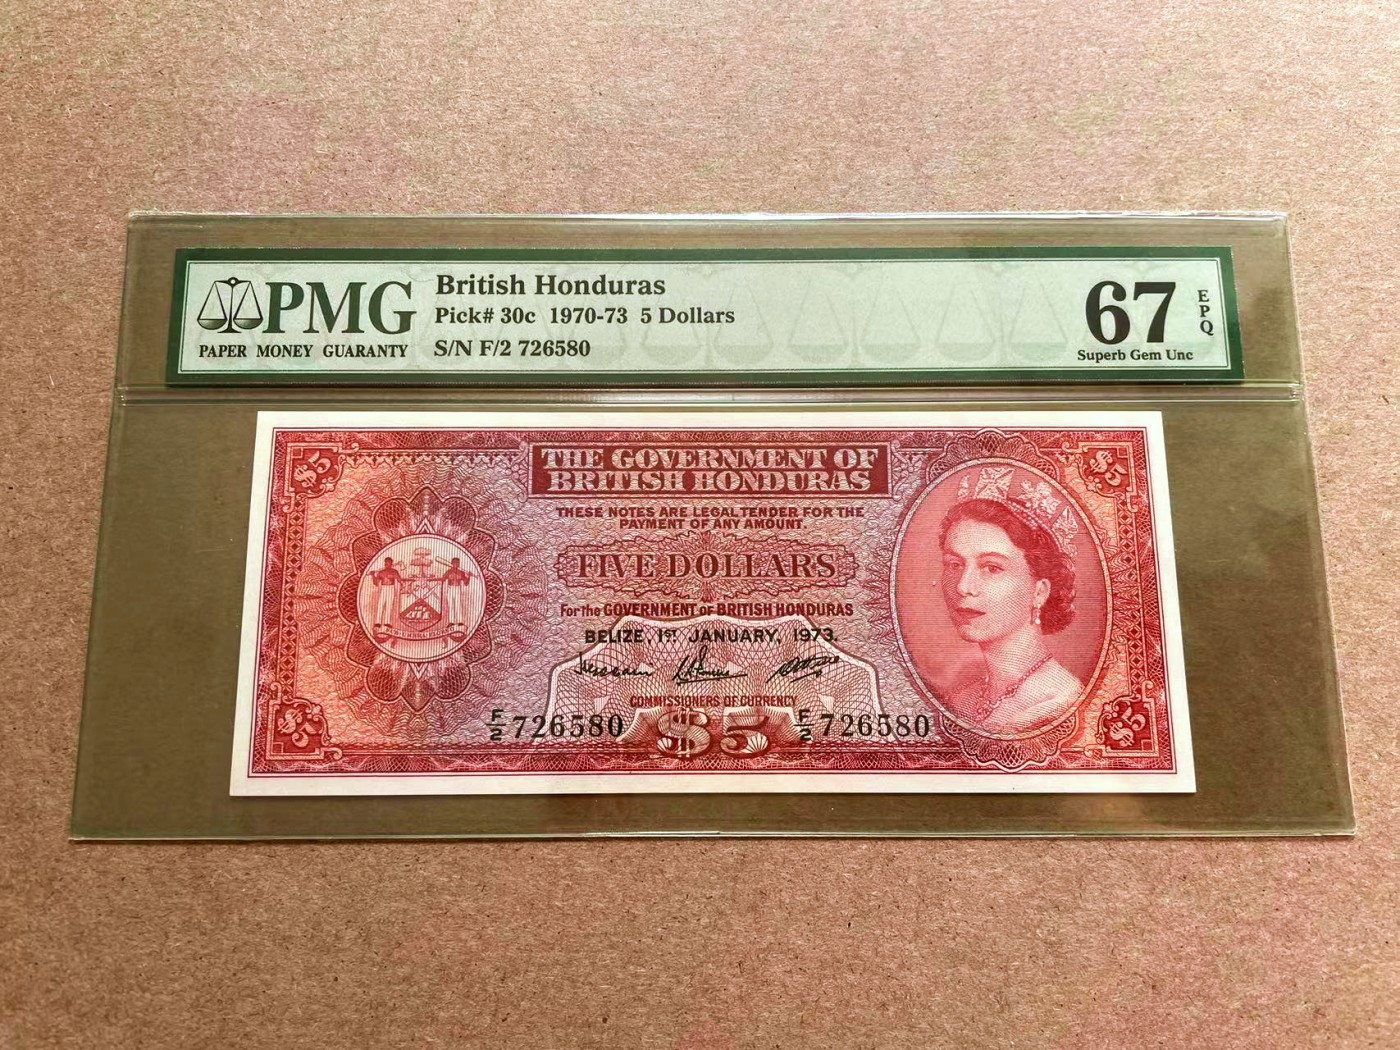 PMG
PAPER MONEY GUARANTY
British Honduras
Pick# 30c 1970-73 5 Dollars
S/N F/2 726580
67
EPQ
Superb Gem Unc
$5
$5
THE GOVERNMENT OF
BRITISH HONDURAS
THESE NOTES ARE LEGAL TENDER FOR THE
PAYMENT OF ANY AMOUNT.
FIVE DOLLARS
For the GOVERNMENT OF BRITISH HONDURAS
BELIZE, 1ST JANUARY, 1973.
COMMISSIONERS OF CURRENCY
F/2 726580
$5
F/2 726580
$5
$5